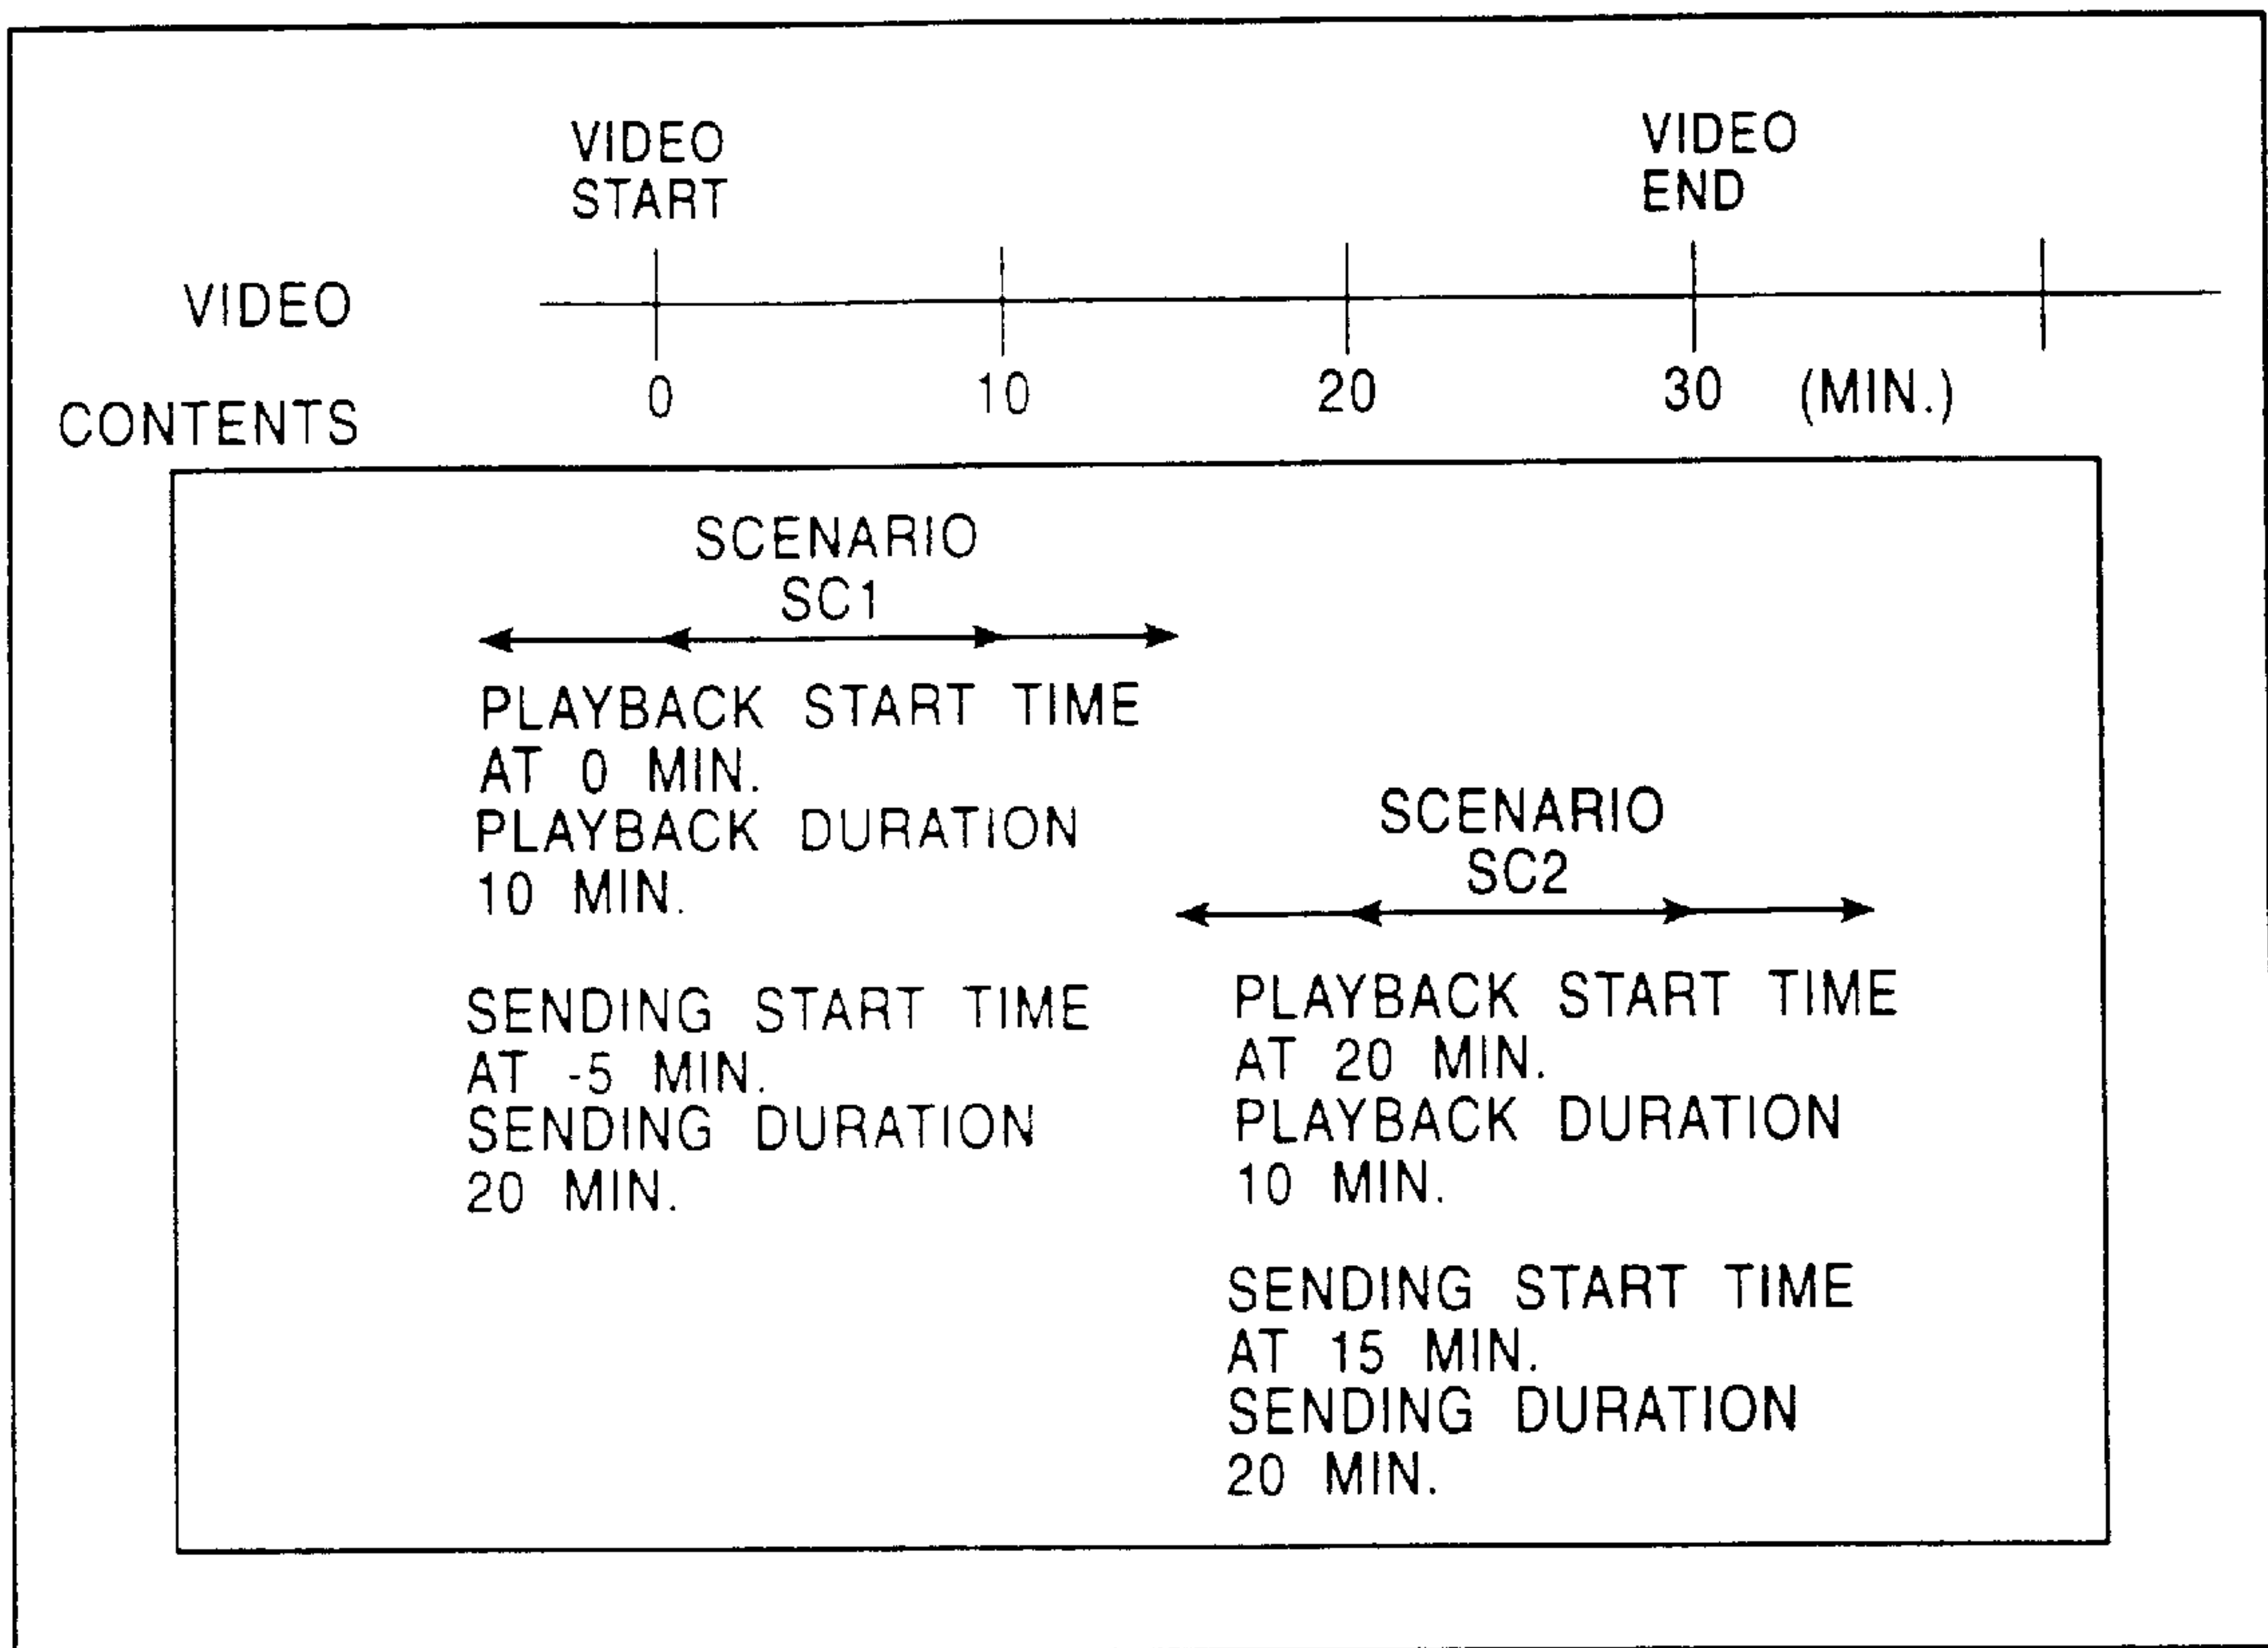 VIDEO
START
VIDEO
END
VIDEO
0 10 20 30 (MIN.)
CONTENTS
SCENARIO
SC1
PLAYBACK START TIME
AT 0 MIN.
PLAYBACK DURATION
10 MIN.
SENDING START TIME
AT -5 MIN.
SENDING DURATION
20 MIN.
SCENARIO
SC2
PLAYBACK START TIME
AT 20 MIN.
PLAYBACK DURATION
10 MIN.
SENDING START TIME
AT 15 MIN.
SENDING DURATION
20 MIN.